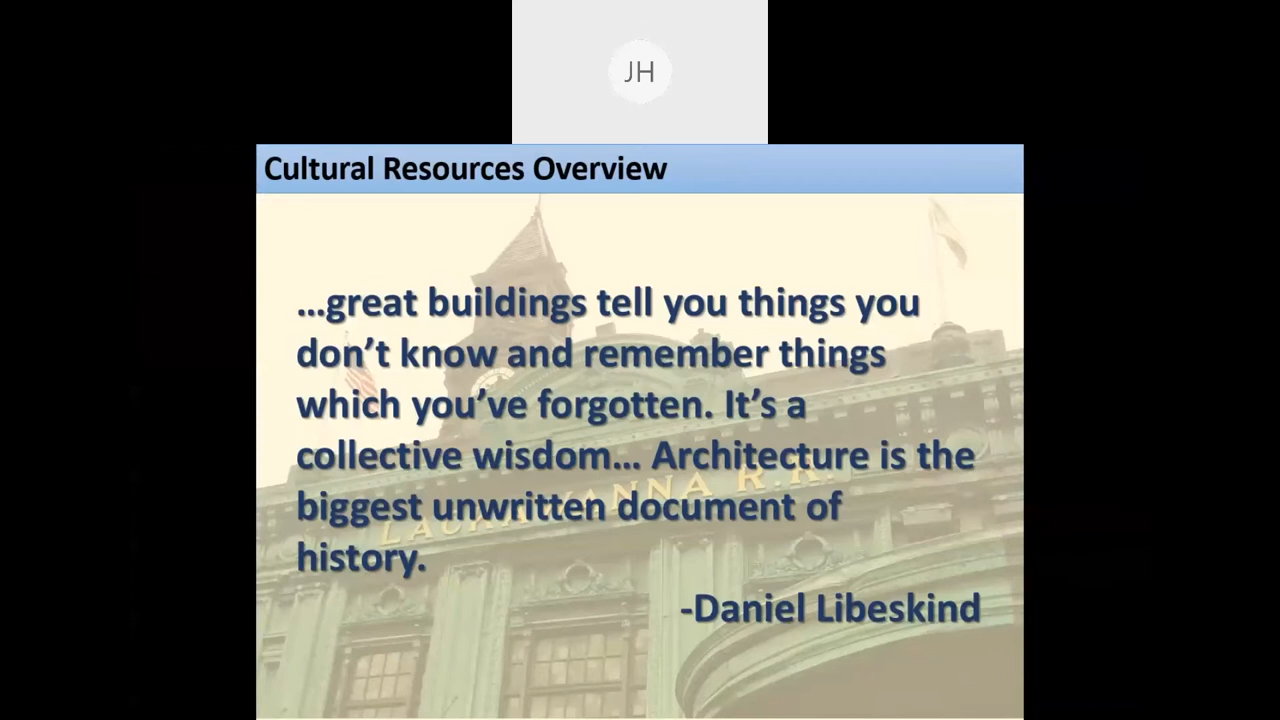 JH
Cultural Resources Overview
...great buildings tell you things you
don't know and remember things
which you've forgotten. It's a
collective wisdom... Architecture is the
biggest unwritten document of
history.
-Daniel Libeskind
LACKAWANNA R.R.